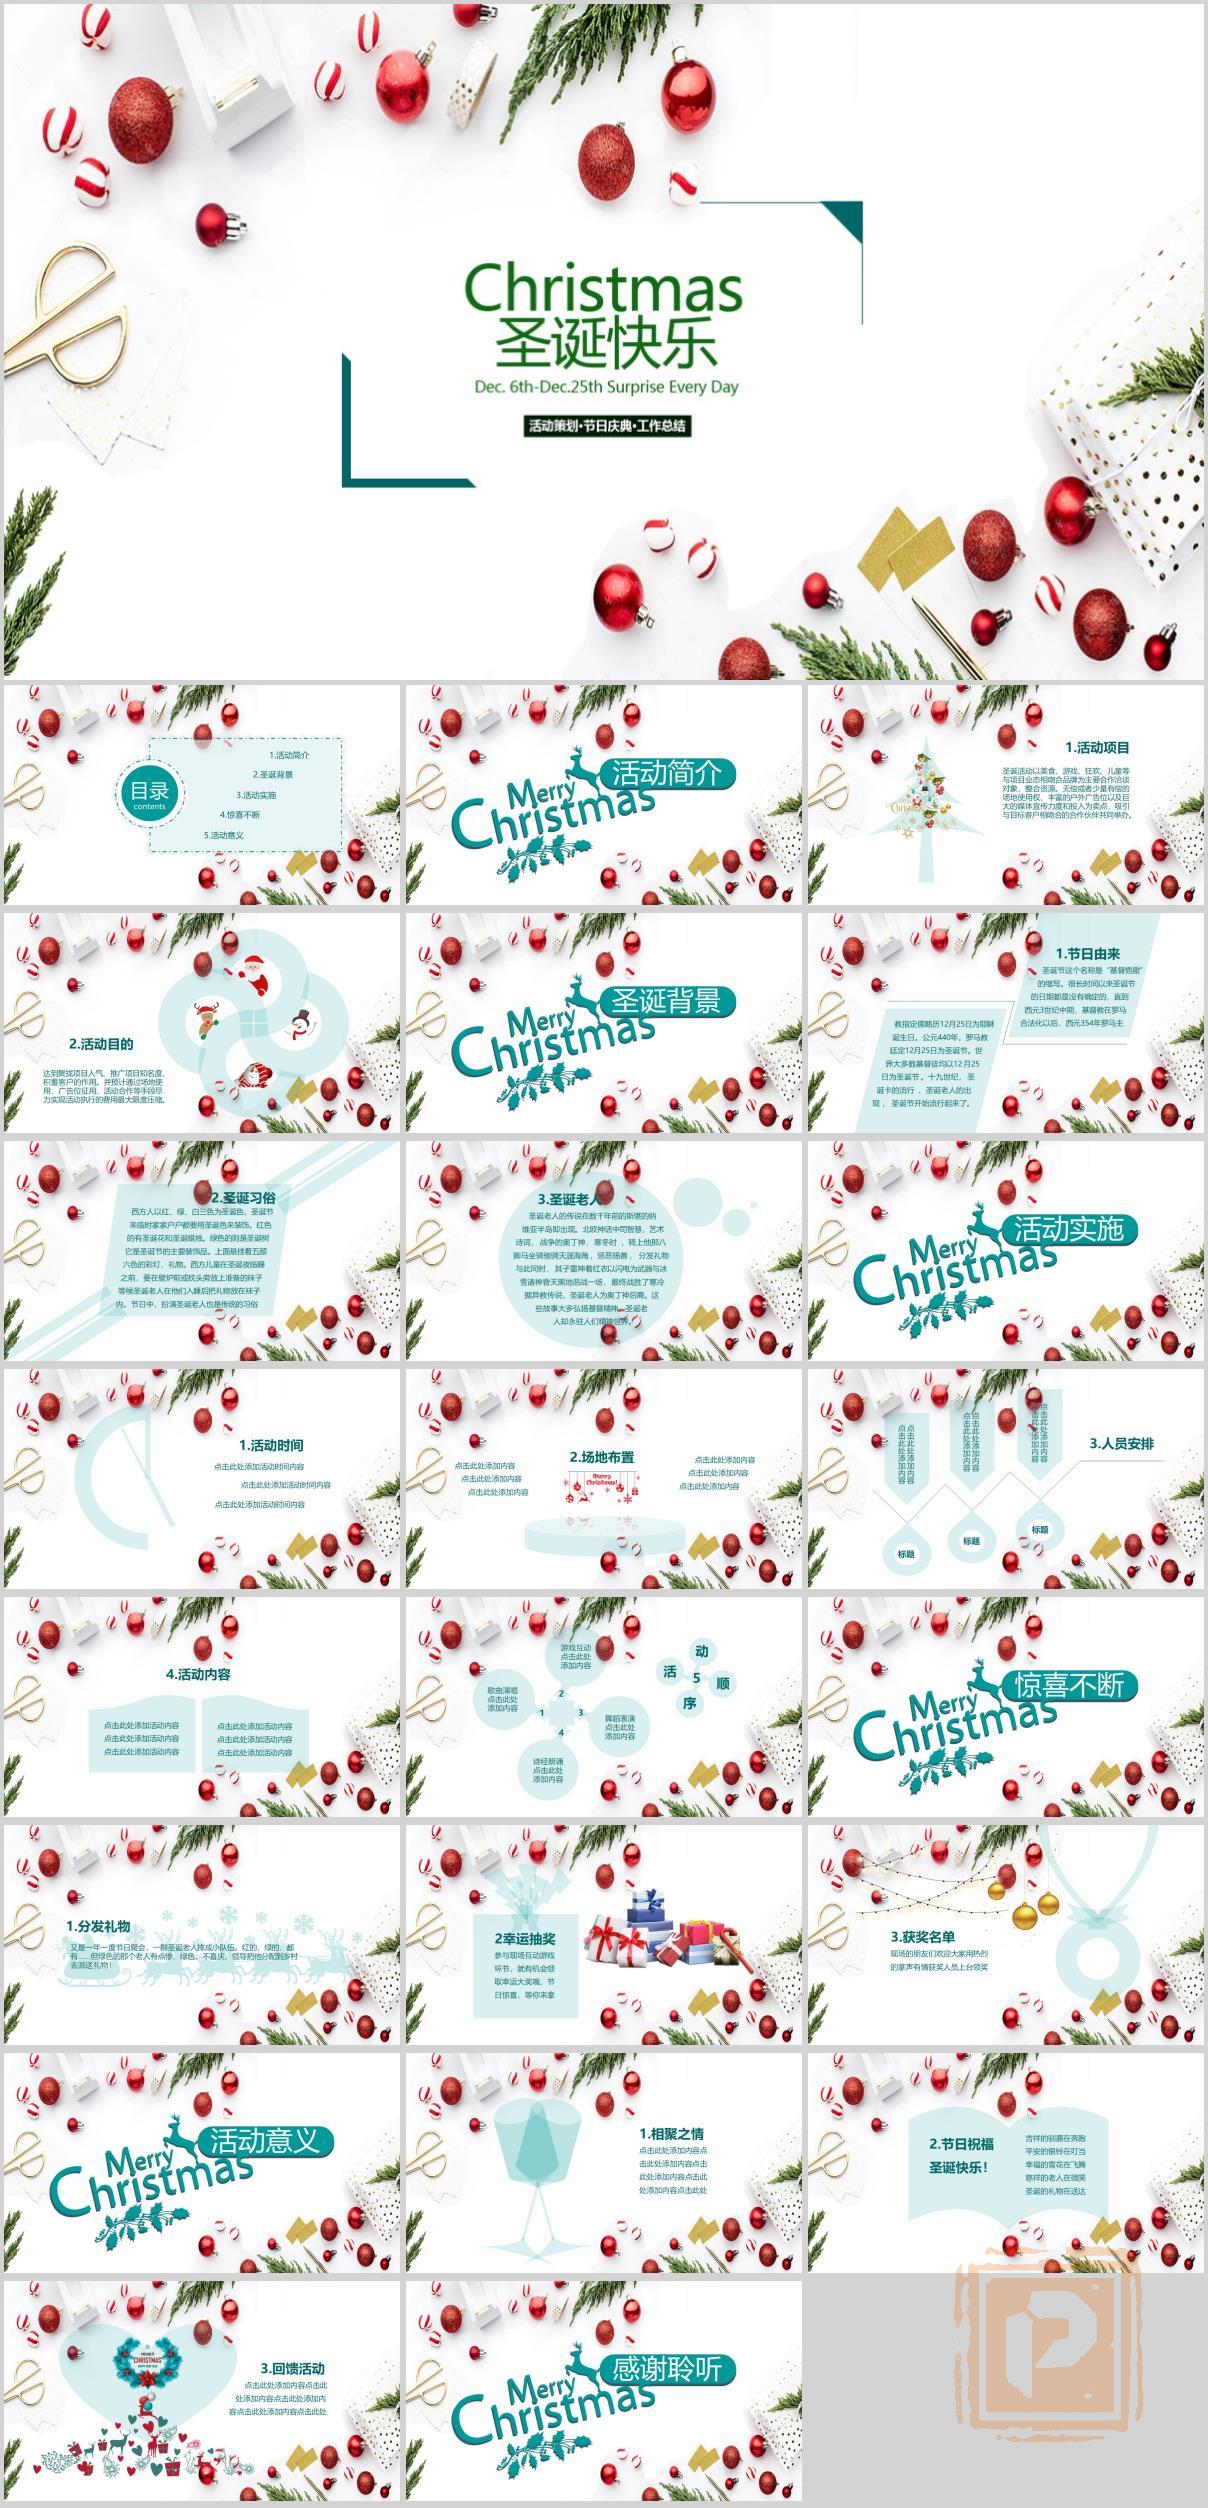 Christmas
圣诞快乐
Dec. 6th-Dec.25th Surprise Every Day
活动策划•节日庆典•工作总结
目录
contents
1.活动简介
2.圣诞背景
3.活动实施
4.惊喜不断
5.活动意义
活动简介
Merry
Christmas
1.活动项目
圣诞活动以美食、游戏、狂欢、儿童等
与项目业态相吻合品牌为主要合作洽谈
对象，整合资源。无偿或者少量有偿的
场地使用权，丰富的户外广告位以及巨
大的媒体宣传力度和投入为卖点，吸引
与目标客户相吻合的合作伙伴共同举办。
2.活动目的
达到聚拢项目人气、推广项目知名度，
积蓄客户的作用。并预计通过场地使
用，广告位征用，活动合作等手段尽
力实现活动执行的费用最大限度压缩。
圣诞背景
Merry
Christmas
1.节日由来
圣诞节这个名称是“基督弥撒”
的缩写。很长时间以来圣诞节
的日期都是没有确定的，直到
西元3世纪中期，基督教在罗马
合法化以后，西元354年罗马主
教指定儒略历12月25日为耶稣
诞生日。公元440年，罗马教
廷定12月25日为圣诞节。世
界大多数基督徒均以12月25
日为圣诞节 。十九世纪，圣
诞卡的流行 、圣诞老人的出
现 ，圣诞节开始流行起来了。
2.圣诞习俗
西方人以红、绿、白三色为圣诞色，圣诞节
来临时家家户户都要用圣诞色来装饰。红色
的有圣诞花和圣诞蜡烛。绿色的则是圣诞树
它是圣诞节的主要装饰品。上面悬挂着五颜
六色的彩灯、礼物。西方儿童在圣诞夜临睡
之前，要在壁炉前或枕头旁放上准备的袜子
等候圣诞老人在他们入睡后把礼物放在袜子
内。节日中，扮演圣诞老人也是传统的习俗
3.圣诞老人
圣诞老人的传说在数千年前的斯堪的纳
维亚半岛即出现。北欧神话中司智慧，艺术
诗词， 战争的奥丁神，寒冬时 ，骑上他那八
脚马坐骑驰骋天涯海角，惩恶扬善， 分发礼物
与此同时，其子雷神着红衣以闪电为武器与冰
雪诸神昏天黑地恶战一场，最终战胜了寒冷
据异教传说，圣诞老人为奥丁神后裔。这
些故事大多弘扬基督精神。圣诞老
人却永驻人们精神世界。
活动实施
Merry
Christmas
1.活动时间
点击此处添加活动时间内容
点击此处添加活动时间内容
点击此处添加活动时间内容
2.场地布置
点击此处添加内容
点击此处添加内容
点击此处添加内容
Merry
Christmas!
点击此处添加内容
点击此处添加内容
点击此处添加内容
点击此处添加内容
点击此处添加内容
点击此处添加内容
点击此处添加内容
点击此处添加内容
点击此处添加内容
3.人员安排
标题
标题
标题
4.活动内容
点击此处添加活动内容
点击此处添加活动内容
点击此处添加活动内容
点击此处添加活动内容
点击此处添加活动内容
点击此处添加活动内容
游戏互动
点击此处
添加内容
歌曲演唱
点击此处
添加内容
舞蹈表演
点击此处
添加内容
诗经朗诵
点击此处
添加内容
1
2
3
4
活
动
5
顺
序
惊喜不断
Merry
Christmas
1.分发礼物
又是一年一度节日聚会，一群圣诞老人排成小队伍，红的，绿的，都
有……但绿色的那个老人有点惨，绿色，不喜庆，领导把他分配到乡村
去派送礼物！
2幸运抽奖
参与现场互动游戏
环节，就有机会领
取幸运大奖哦，节
日惊喜，等你来拿
3.获奖名单
现场的朋友们欢迎大家用热烈
的掌声有情获奖人员上台领奖
活动意义
Merry
Christmas
1.相聚之情
点击此处添加内容点
击此处添加内容点击
此处添加内容点击此
处添加内容点击此处
2.节日祝福
圣诞快乐！
吉祥的驯鹿在奔跑
平安的银铃在叮当
幸福的雪花在飞舞
慈祥的老人在微笑
圣诞的礼物在送达
CHRISTMAS
3.回馈活动
点击此处添加内容点击此
处添加内容点击此处添加内
容点击此处添加内容点击此处
感谢聆听
Merry
Christmas